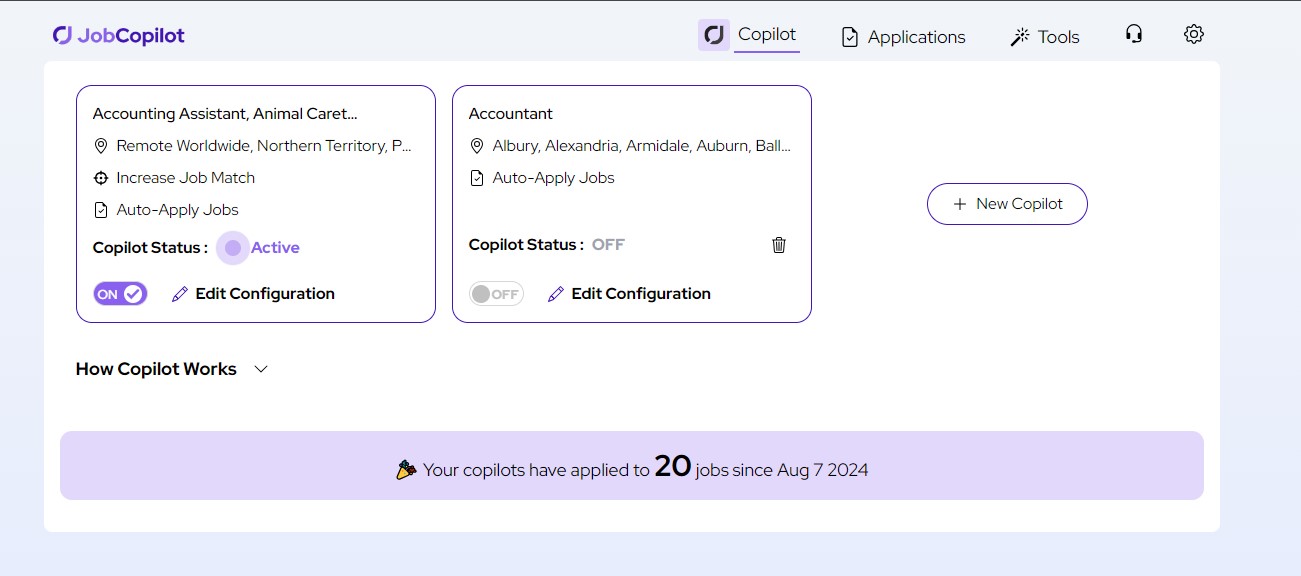 JobCopilot
Copilot
Applications
Tools
Accounting Assistant, Animal Caret...
Remote Worldwide, Northern Territory, P...
Increase Job Match
Auto-Apply Jobs
Copilot Status : Active
ON
Edit Configuration
Accountant
Albury, Alexandria, Armidale, Auburn, Ball...
Auto-Apply Jobs
Copilot Status : OFF
OFF
Edit Configuration
+ New Copilot
How Copilot Works
🎉 Your copilots have applied to 20 jobs since Aug 7 2024